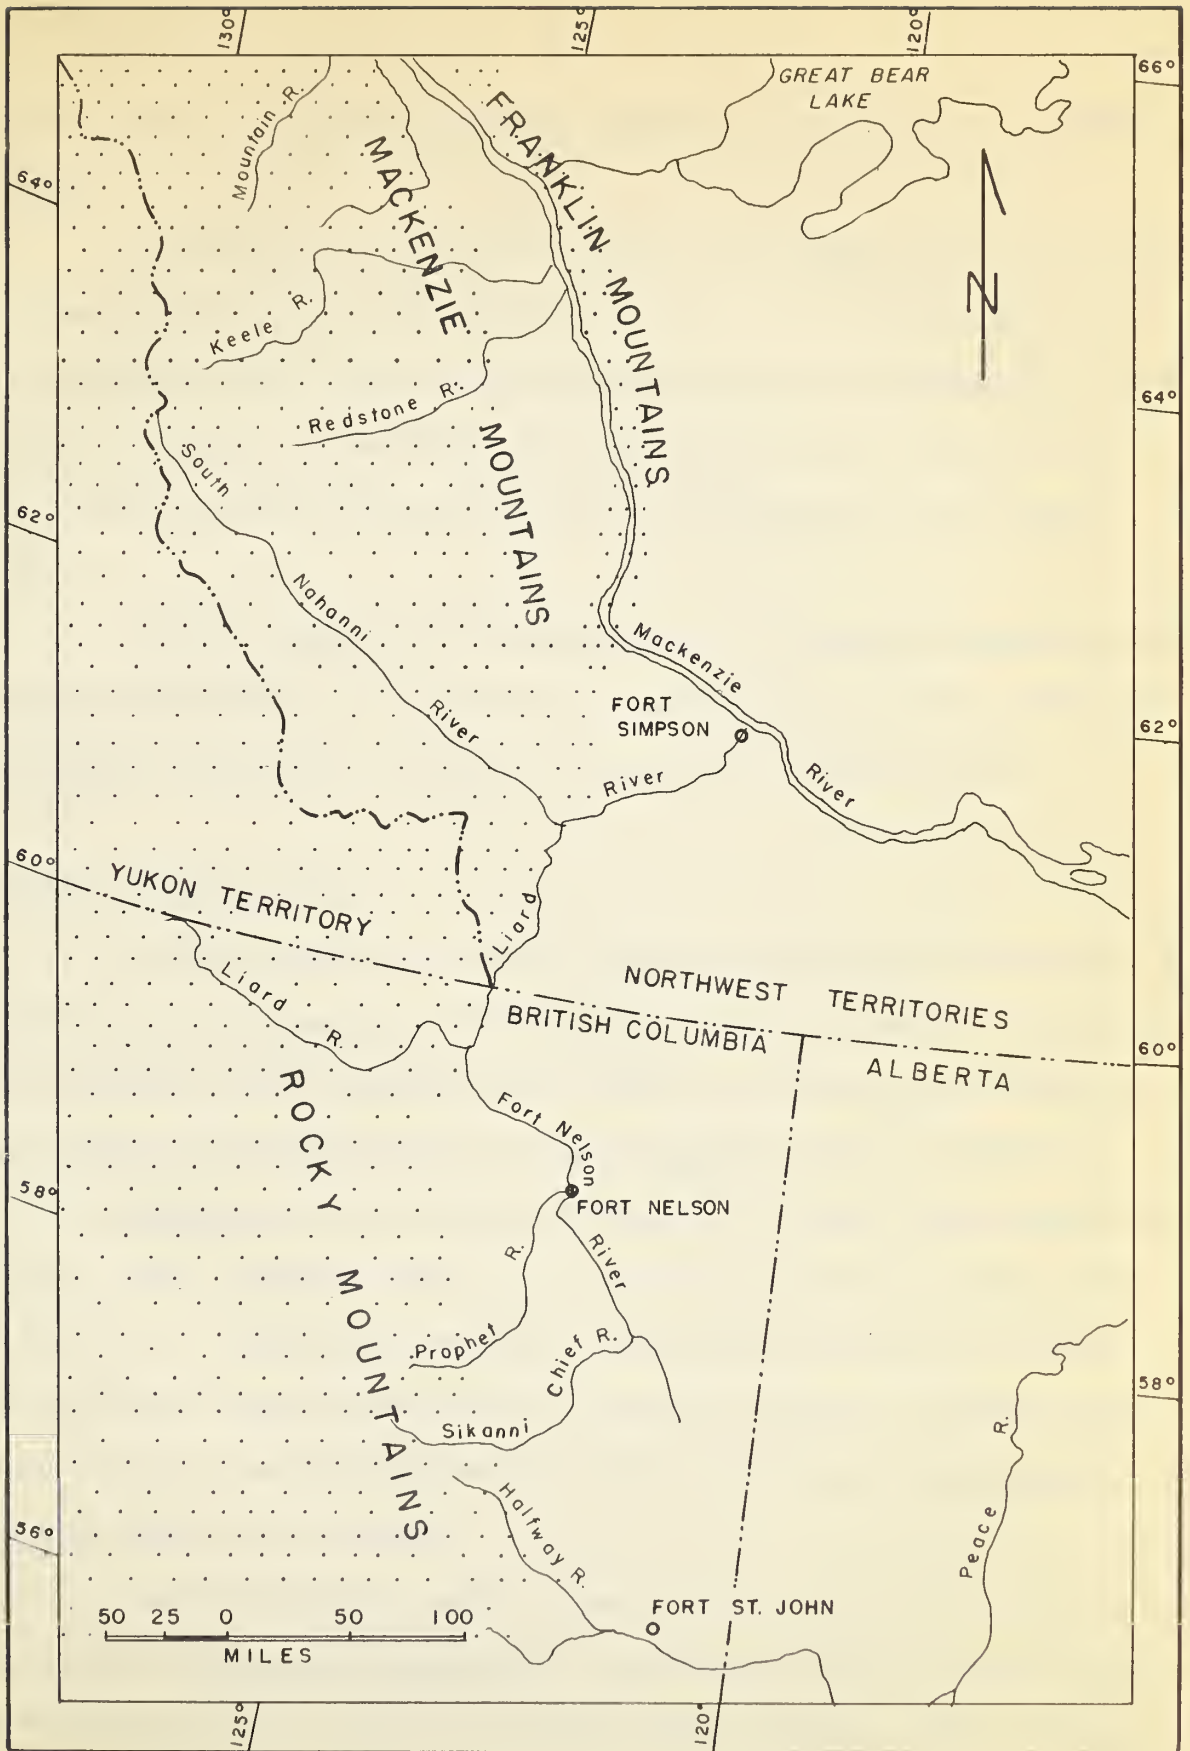 130°
125°
120°
66°
GREAT BEAR
LAKE
Mountain R.
FRANKLIN MOUNTAINS
MACKENZIE
MOUNTAINS
64°
N
Keele R.
Redstone R.
64°
South
Nahanni
River
62°
Mackenzie
River
FORT
SIMPSON
62°
River
Liard
60°
YUKON TERRITORY
NORTHWEST TERRITORIES
BRITISH COLUMBIA
ALBERTA
60°
Liard R.
ROCKY
MOUNTAINS
Fort Nelson
River
FORT NELSON
58°
Prophet R.
Sikanni
Chief R.
58°
Halfway R.
Peace R.
56°
FORT ST. JOHN
50 25 0 50 100
MILES
125°
120°